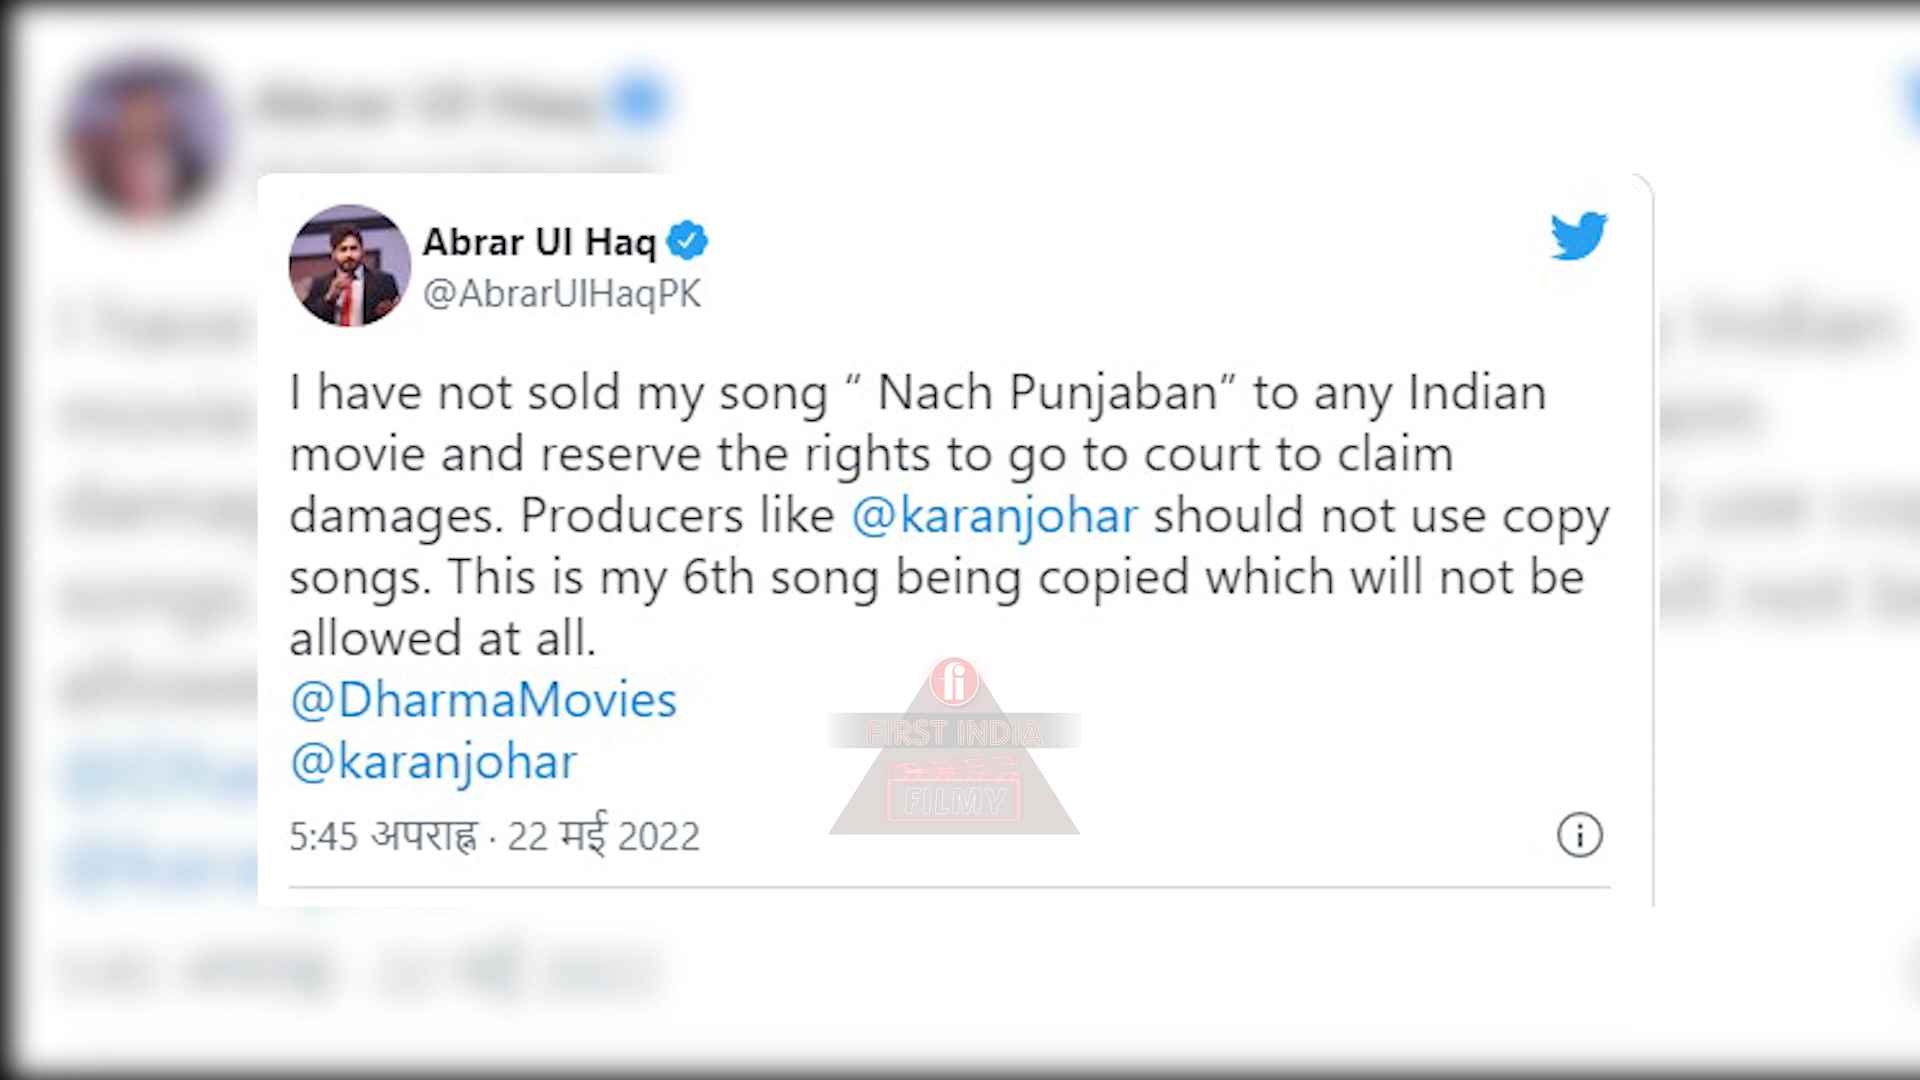 Abrar Ul Haq
@AbrarUlHaqPK
I have not sold my song “ Nach Punjaban” to any Indian
movie and reserve the rights to go to court to claim
damages. Producers like @karanjohar should not use copy
songs. This is my 6th song being copied which will not be
allowed at all.
@DharmaMovies
@karanjohar
fi
FIRST INDIA
FILMY
5:45 अपराह्न · 22 मई 2022